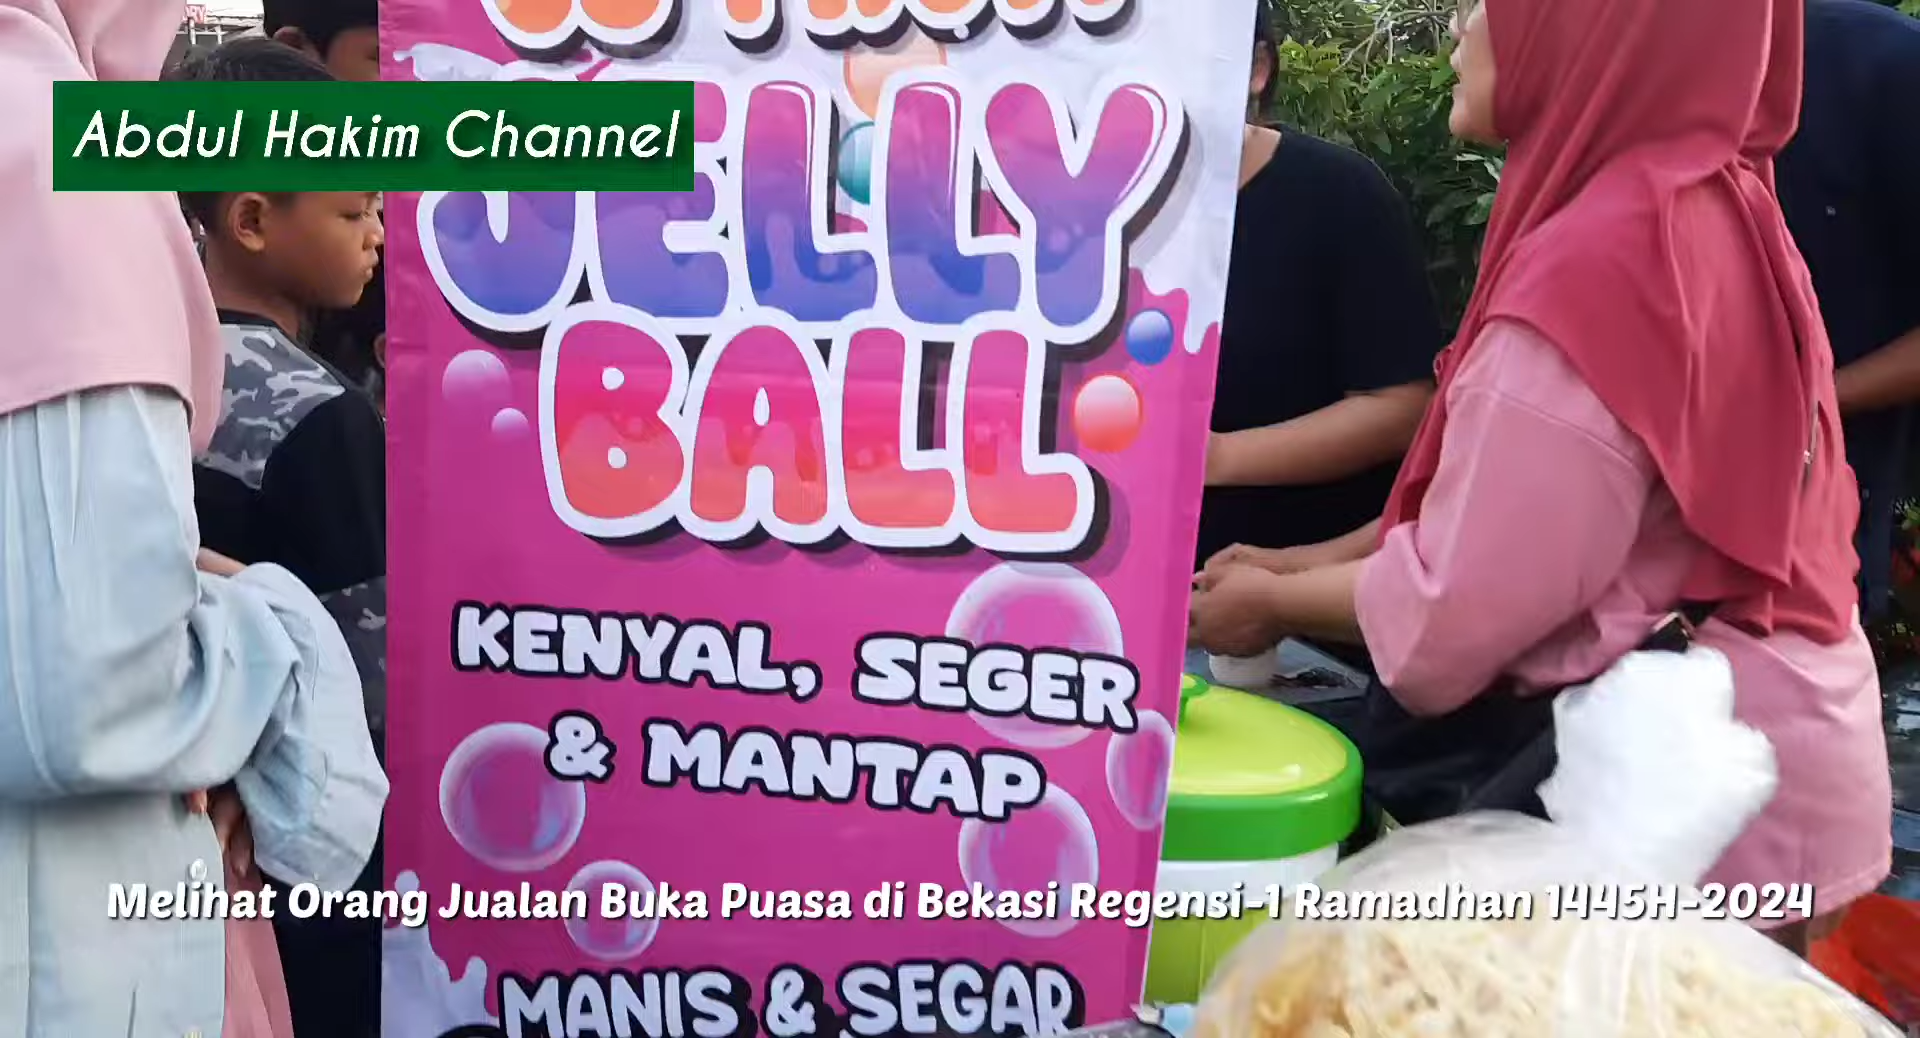 Abdul Hakim Channel
JELLY
BALL
KENYAL, SEGER
& MANTAP
Melihat Orang Jualan Buka Puasa di Bekasi Regensi-1 Ramadhan 1445H-2024
MANIS & SEGAR